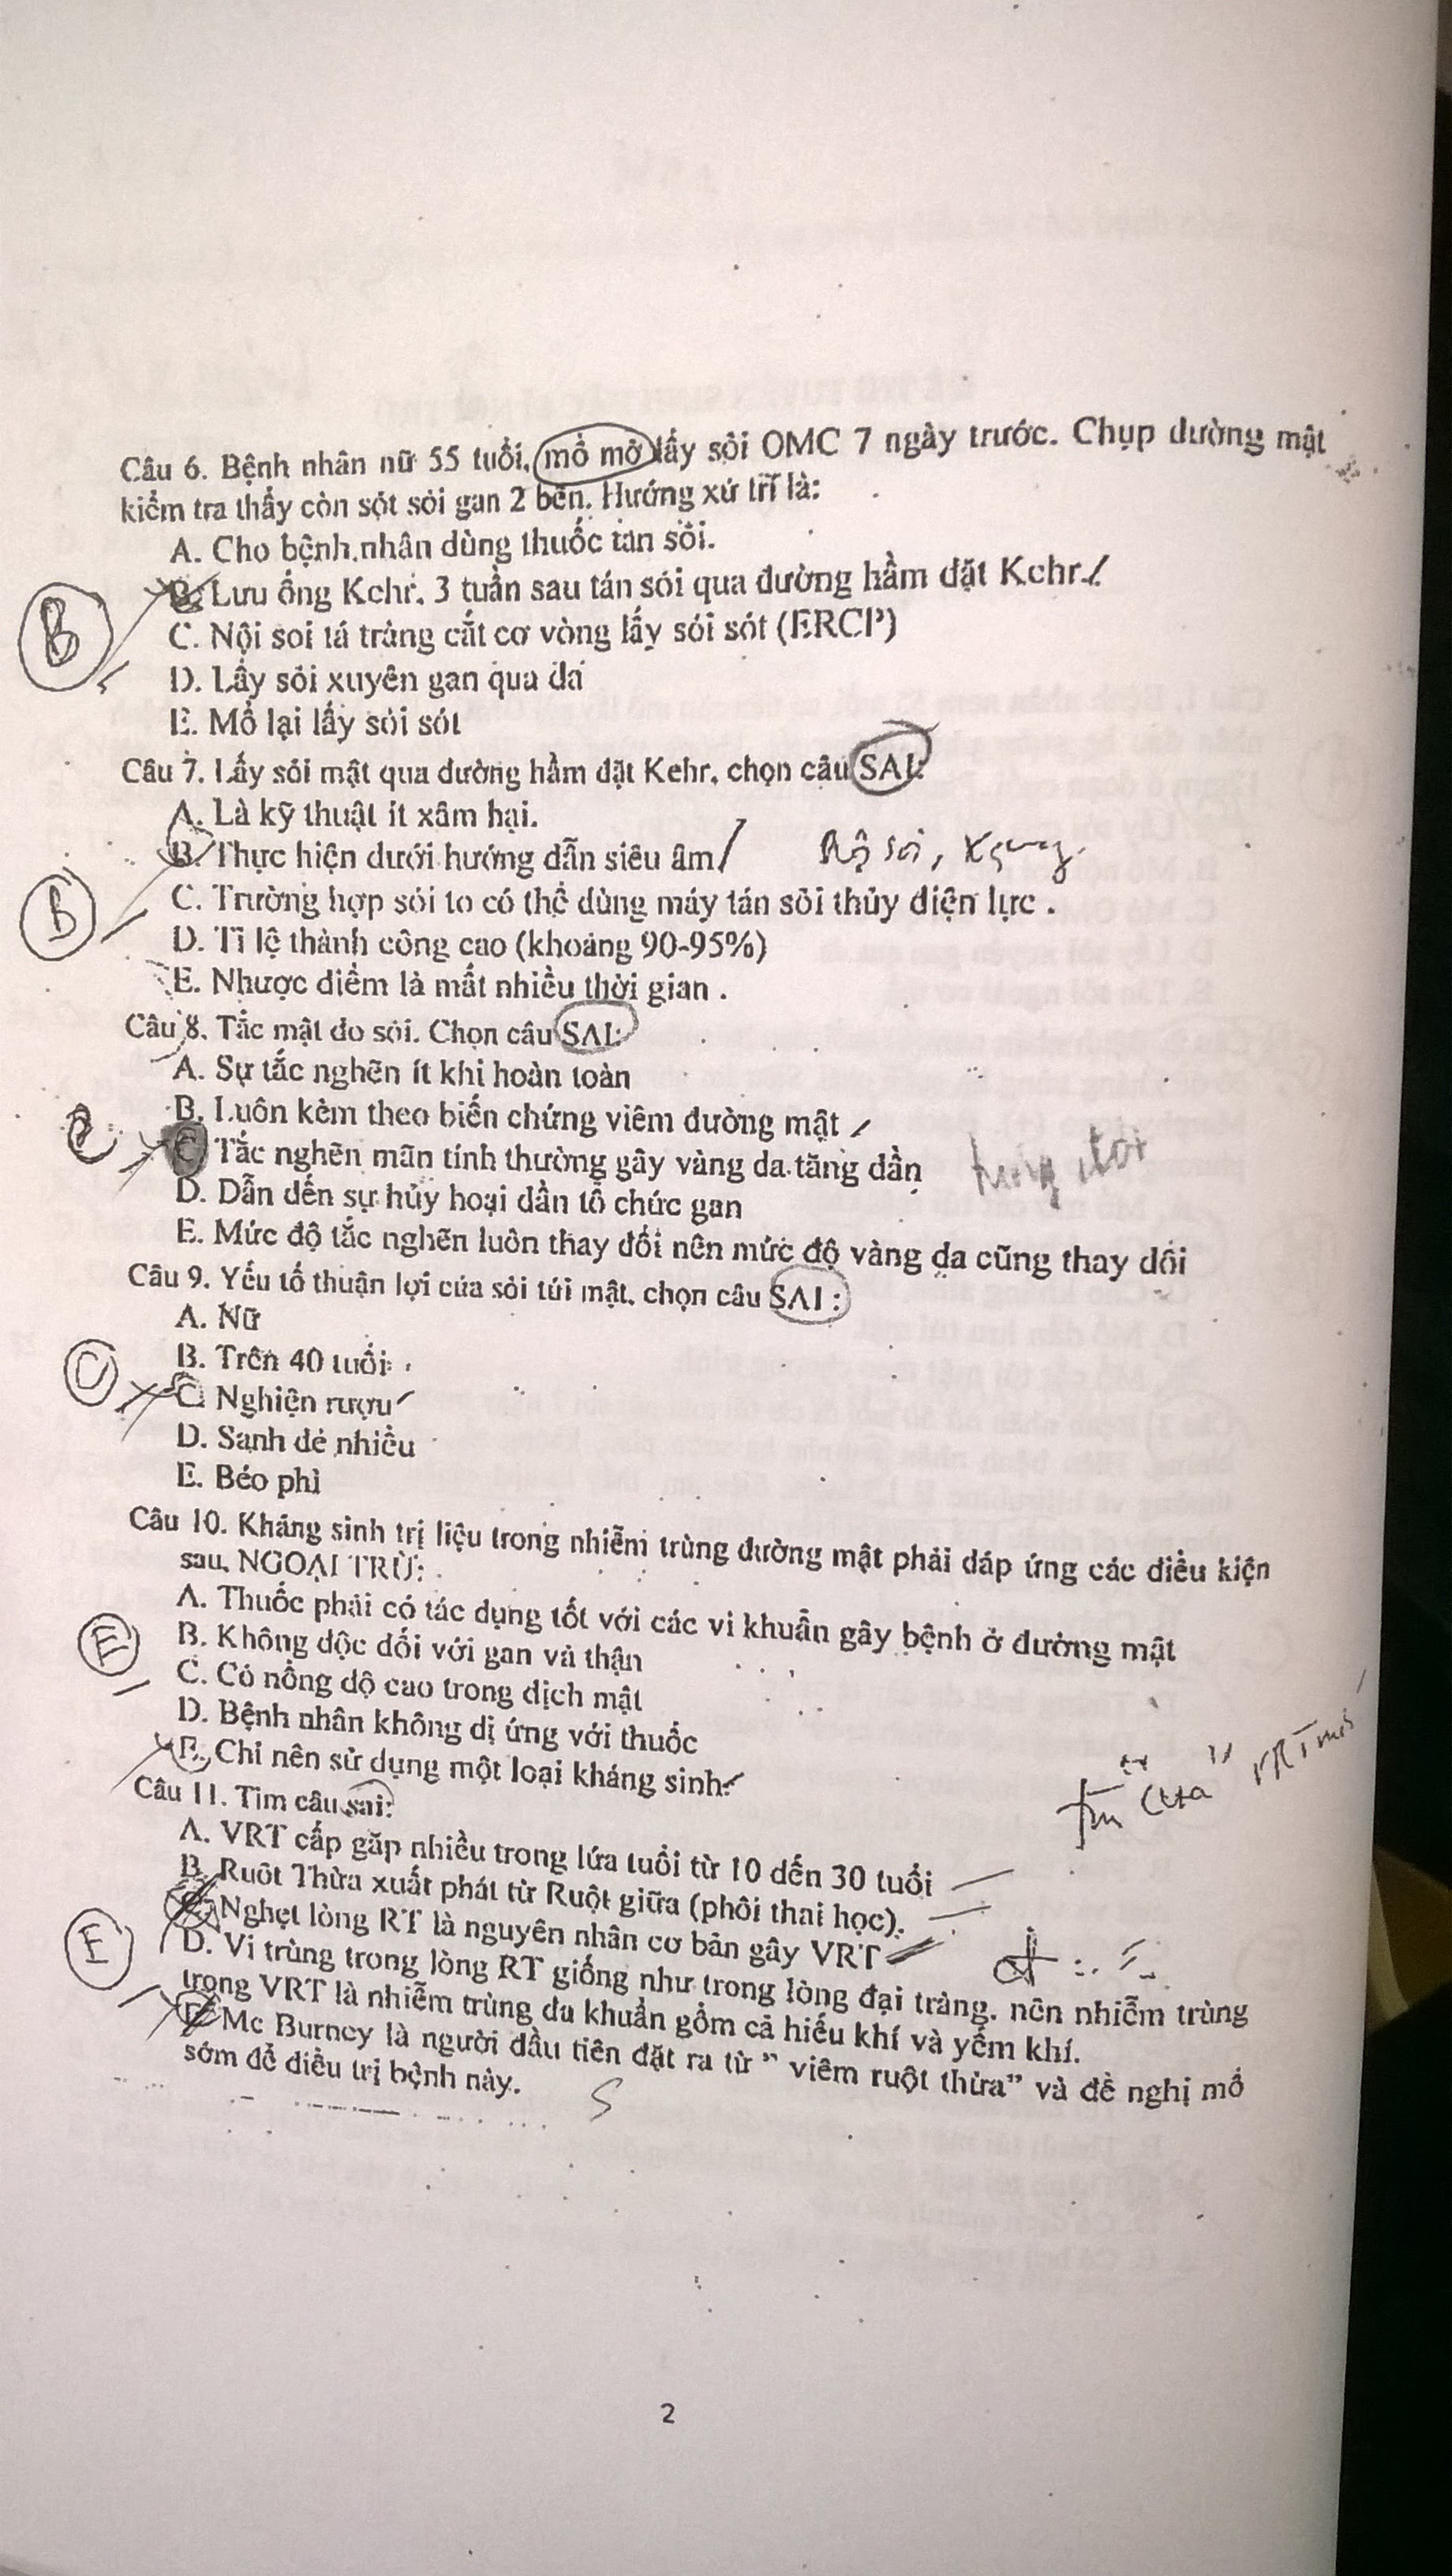 Câu 6. Bệnh nhân nữ 55 tuổi, mổ mở lấy sỏi OMC 7 ngày trước. Chụp đường mật
kiểm tra thấy còn sót sỏi gan 2 bên. Hướng xử trí là:
A. Cho bệnh nhân dùng thuốc tan sỏi.
B. Lưu ống Kehr, 3 tuần sau tán sỏi qua đường hầm đặt Kehr.
B
C. Nội soi tá tràng cắt cơ vòng lấy sỏi sót (ERCP)
D. Lấy sỏi xuyên gan qua da
E. Mổ lại lấy sỏi sót
Câu 7. Lấy sỏi mật qua đường hầm đặt Kehr, chọn câu SAI:
A. Là kỹ thuật ít xâm hại.
B. Thực hiện dưới hướng dẫn siêu âm
B
C. Trường hợp sỏi to có thể dùng máy tán sỏi thủy điện lực .
D. Tỉ lệ thành công cao (khoảng 90-95%)
E. Nhược điểm là mất nhiều thời gian .
Câu 8. Tắc mật do sỏi. Chọn câu SAI:
A. Sự tắc nghẽn ít khi hoàn toàn
B. Luôn kèm theo biến chứng viêm đường mật
C
C Tắc nghẽn mãn tính thường gây vàng da tăng dần
D. Dẫn đến sự hủy hoại dần tổ chức gan
E. Mức độ tắc nghẽn luôn thay đổi nên mức độ vàng da cũng thay đổi
Câu 9. Yếu tố thuận lợi của sỏi túi mật, chọn câu SAI :
A. Nữ
B. Trên 40 tuổi
C
C. Nghiện rượu
D. Sanh đẻ nhiều
E. Béo phì
Câu 10. Kháng sinh trị liệu trong nhiễm trùng đường mật phải đáp ứng các điều kiện
sau, NGOẠI TRỪ:
A. Thuốc phải có tác dụng tốt với các vi khuẩn gây bệnh ở đường mật
E
B. Không độc đối với gan và thận
C. Có nồng độ cao trong dịch mật
D. Bệnh nhân không dị ứng với thuốc
E. Chỉ nên sử dụng một loại kháng sinh.
Câu 11. Tìm câu sai:
A. VRT cấp gặp nhiều trong lứa tuổi từ 10 đến 30 tuổi
B. Ruột Thừa xuất phát từ Ruột giữa (phôi thai học).
C. Nghẹt lòng RT là nguyên nhân cơ bản gây VRT
E
D. Vi trùng trong lòng RT giống như trong lòng đại tràng, nên nhiễm trùng
trong VRT là nhiễm trùng đa khuẩn gồm cả hiếu khí và yếm khí.
E. Mc Burney là người đầu tiên đặt ra từ " viêm ruột thừa" và đề nghị mổ
sớm để điều trị bệnh này.
S
2